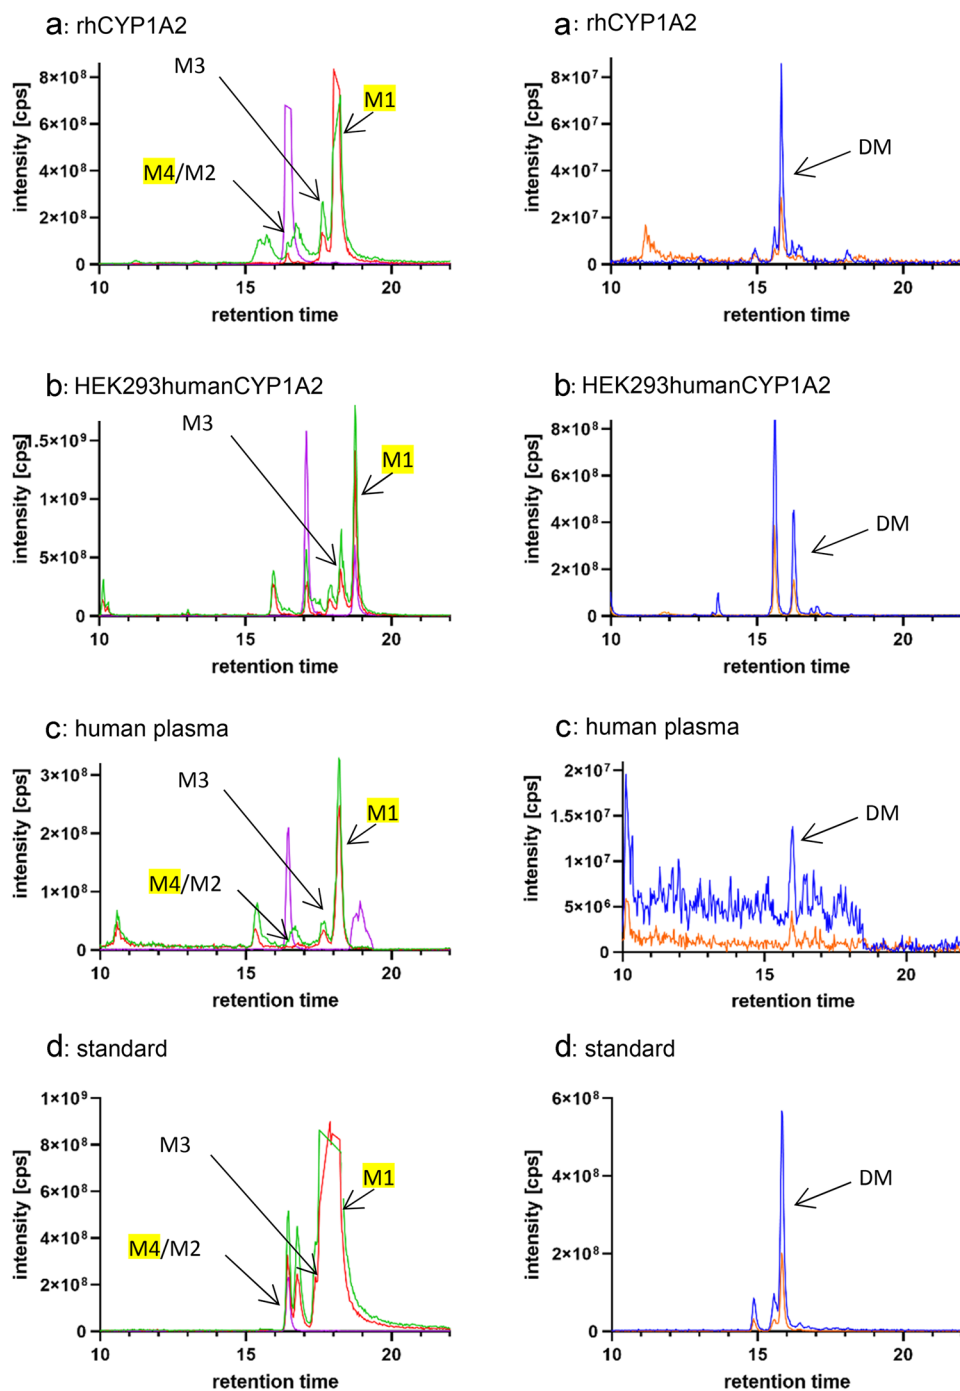 a: rhCYP1A2
intensity [cps]
8×10⁸
6×10⁸
4×10⁸
2×10⁸
0
M3
M1
M4/M2
10 15 20
retention time
a: rhCYP1A2
intensity [cps]
8×10⁷
6×10⁷
4×10⁷
2×10⁷
0
DM
10 15 20
retention time
b: HEK293humanCYP1A2
intensity [cps]
.5×10⁹
1×10⁹
5×10⁸
0
M3
M1
10 15 20
retention time
b: HEK293humanCYP1A2
intensity [cps]
8×10⁸
6×10⁸
4×10⁸
2×10⁸
0
DM
10 15 20
retention time
c: human plasma
intensity [cps]
3×10⁸
2×10⁸
1×10⁸
0
M3
M1
M4/M2
10 15 20
retention time
c: human plasma
intensity [cps]
2×10⁷
1.5×10⁷
1×10⁷
5×10⁶
0
DM
10 15 20
retention time
d: standard
intensity [cps]
1×10⁹
8×10⁸
6×10⁸
4×10⁸
2×10⁸
0
M3
M1
M4/M2
10 15 20
retention time
d: standard
intensity [cps]
6×10⁸
4×10⁸
2×10⁸
0
DM
10 15 20
retention time